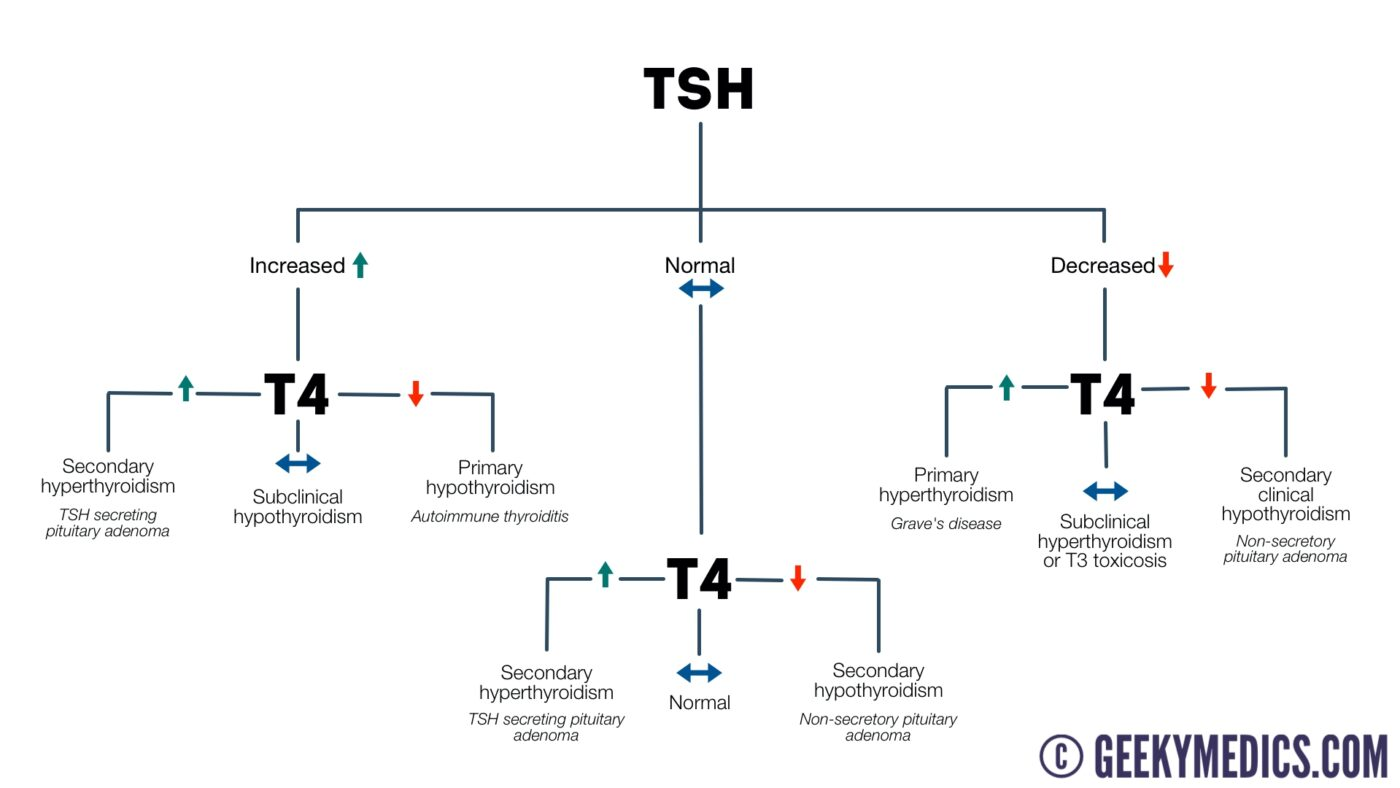 TSH
Increased
Normal
Decreased
T4
Secondary
hyperthyroidism
TSH secreting
pituitary adenoma
Subclinical
hypothyroidism
Primary
hypothyroidism
Autoimmune thyroiditis
T4
Secondary
hyperthyroidism
TSH secreting pituitary
adenoma
Normal
Secondary
hypothyroidism
Non-secretory pituitary
adenoma
T4
Primary
hyperthyroidism
Grave's disease
Subclinical
hyperthyroidism
or T3 toxicosis
Secondary
clinical
hypothyroidism
Non-secretory
pituitary adenoma
© GEEKYMEDICS.COM